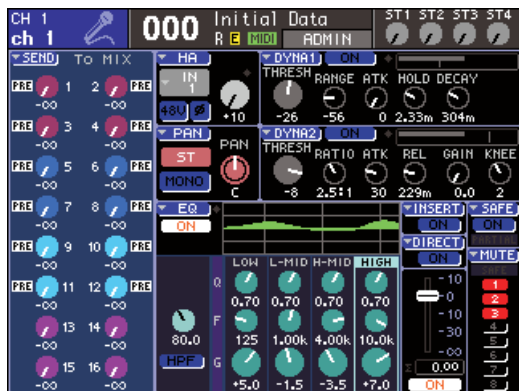 CH 1
ch 1
000
Initial Data
R E MIDI ADMIN
ST1 ST2 ST3 ST4
SEND TO MIX
PRE 1 2 PRE
-∞ -∞
PRE 3 4 PRE
-∞ -∞
PRE 5 6 PRE
-∞ -∞
PRE 7 8 PRE
-∞ -∞
PRE 9 10 PRE
-∞ -∞
PRE 11 12 PRE
-∞ -∞
13 14
-∞ -∞
15 16
-∞ -∞
HA
IN
1
48V Ø
+10
PAN
ST
MONO
PAN
C
DYNA1 ON
THRESH RANGE ATK HOLD DECAY
-26 -56 0 2.33m 304m
DYNA2 ON
THRESH RATIO ATK REL GAIN KNEE
-8 2.5:1 30 229m 0.0 2
EQ
ON
LOW L-MID H-MID HIGH
Q
0.70 0.70 0.70 0.70
F
125 1.00k 4.00k 10.0k
G
+5.0 -1.5 -3.5 +7.0
80.0
HPF
INSERT
ON
DIRECT
ON
10
0
-10
-30
-∞
Σ 0.00
ON
SAFE
ON
PARTIAL
MUTE
SAFE
1
2
3
4
5
6
7
8